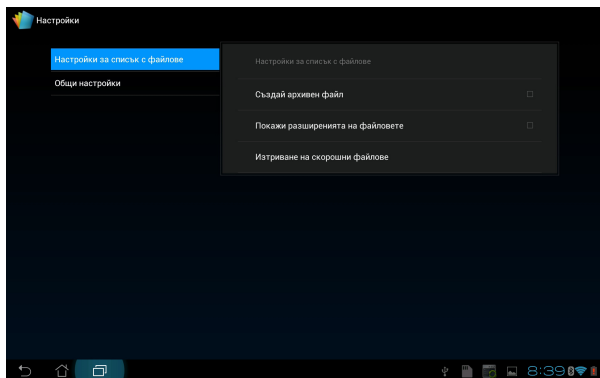 Настройки
Настройки за списък с файлове
Общи настройки
Настройки за списък с файлове
Създай архивен файл
Покажи разширенията на файловете
Изтриване на скорошни файлове
8:39